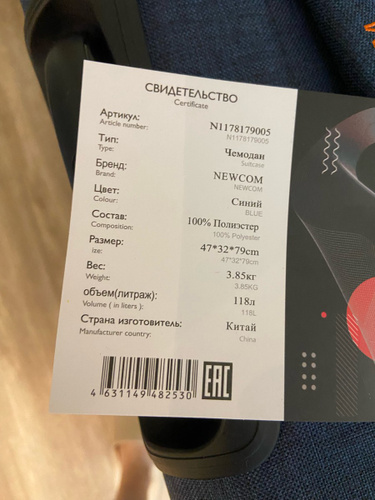 СВИДЕТЕЛЬСТВО
Certificate
Артикул: N1178179005
Article number: N1178179005
Тип: Чемодан
Type: Suitcase
Бренд: NEWCOM
Brand: NEWCOM
Цвет: Синий
Colour: BLUE
Состав: 100% Полиэстер
Composition: 100% Polyester
Размер: 47*32*79cm
ize: 47*32*79cm
Вес: 3.85кг
Weight: 3.85KG
объем(литраж): 118л
Volume ( in liters ): 118L
Страна изготовитель: Китай
Manufacturer country: China
4 631149 482530
EAC